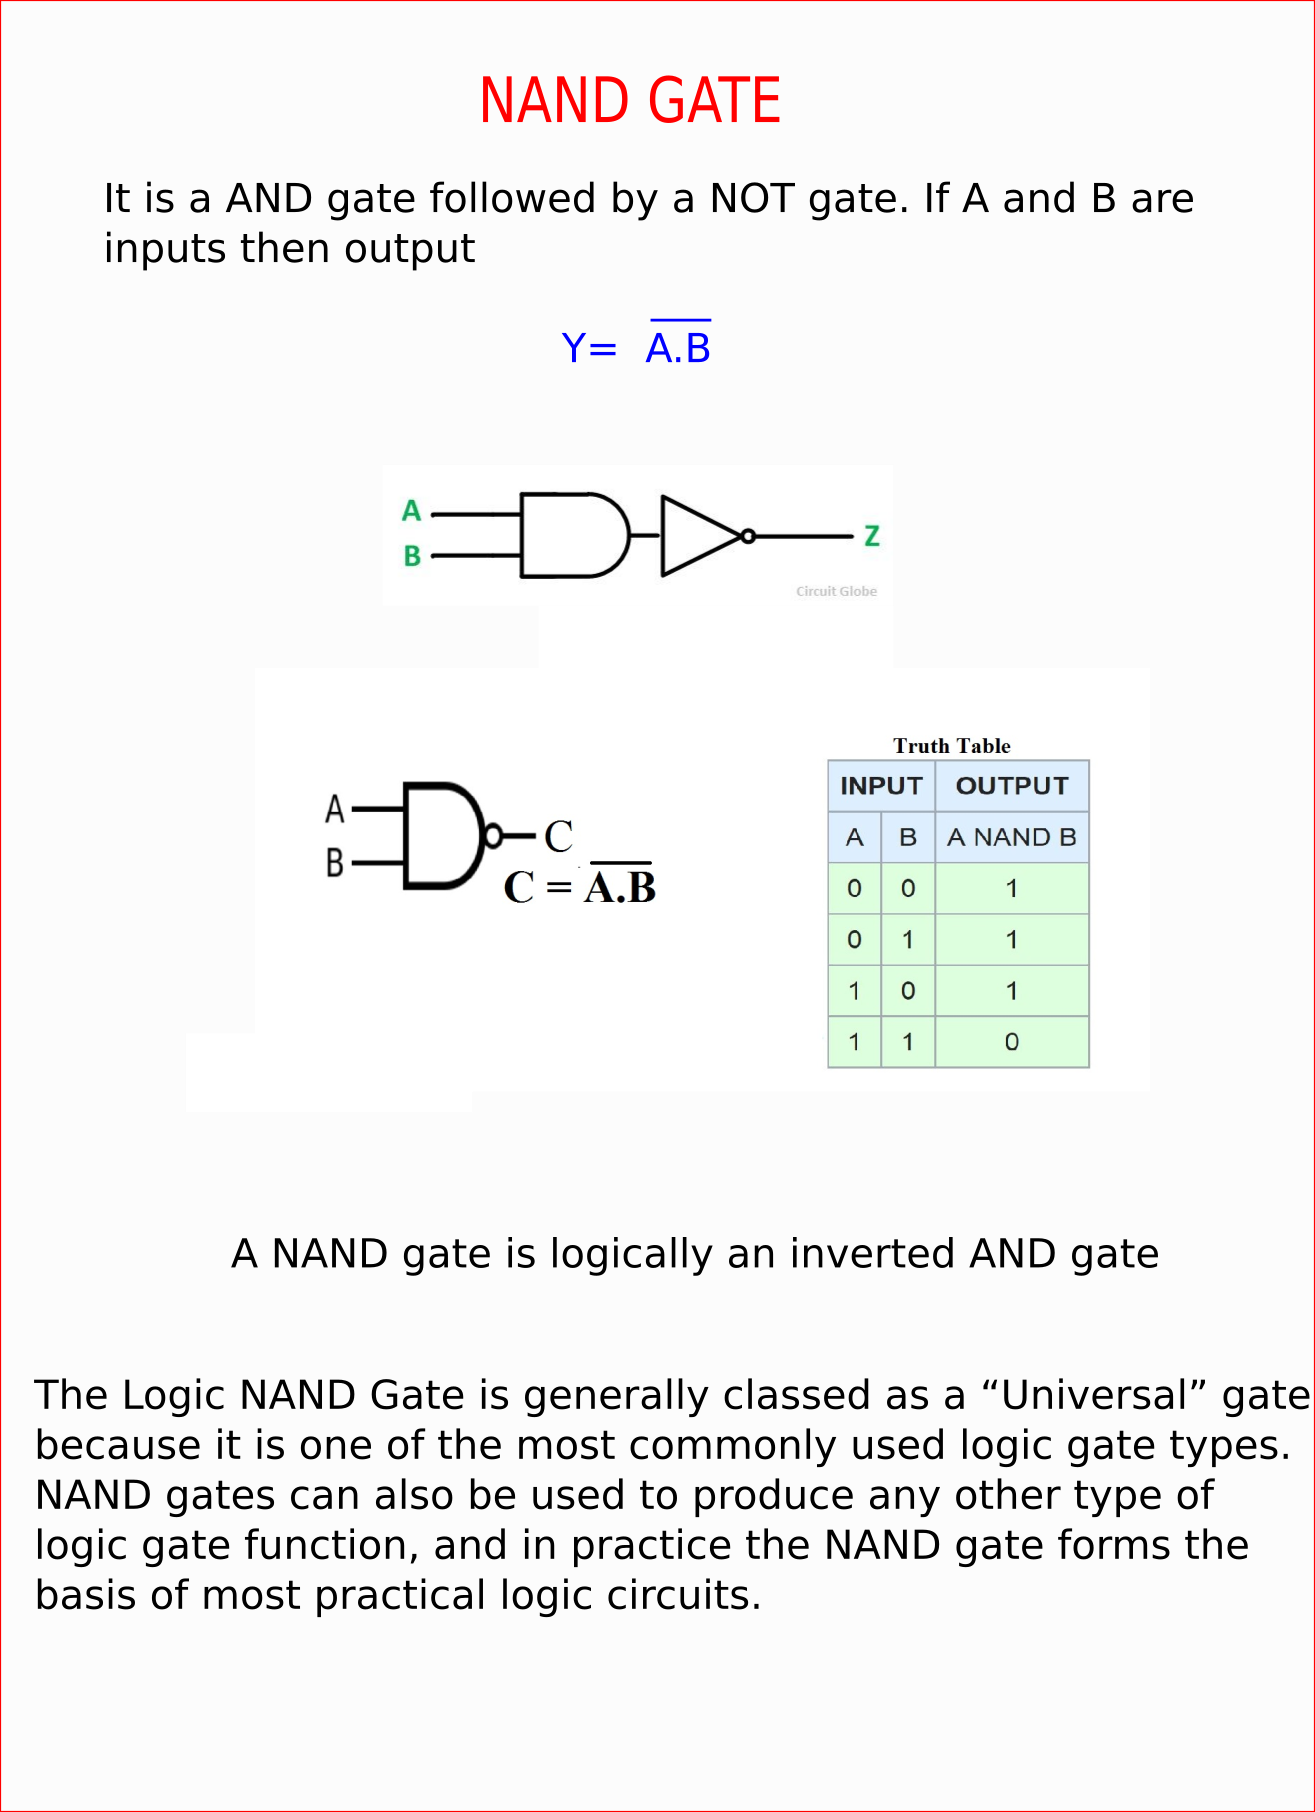 NAND GATE
It is a AND gate followed by a NOT gate. If A and B are
inputs then output
Y= A̅.̅B̅
A
B
Z
Circuit Globe
A
B
C
C = A̅.̅B̅
Truth Table
INPUT OUTPUT
A B A NAND B
0 0 1
0 1 1
1 0 1
1 1 0
A NAND gate is logically an inverted AND gate
The Logic NAND Gate is generally classed as a “Universal” gate
because it is one of the most commonly used logic gate types.
NAND gates can also be used to produce any other type of
logic gate function, and in practice the NAND gate forms the
basis of most practical logic circuits.